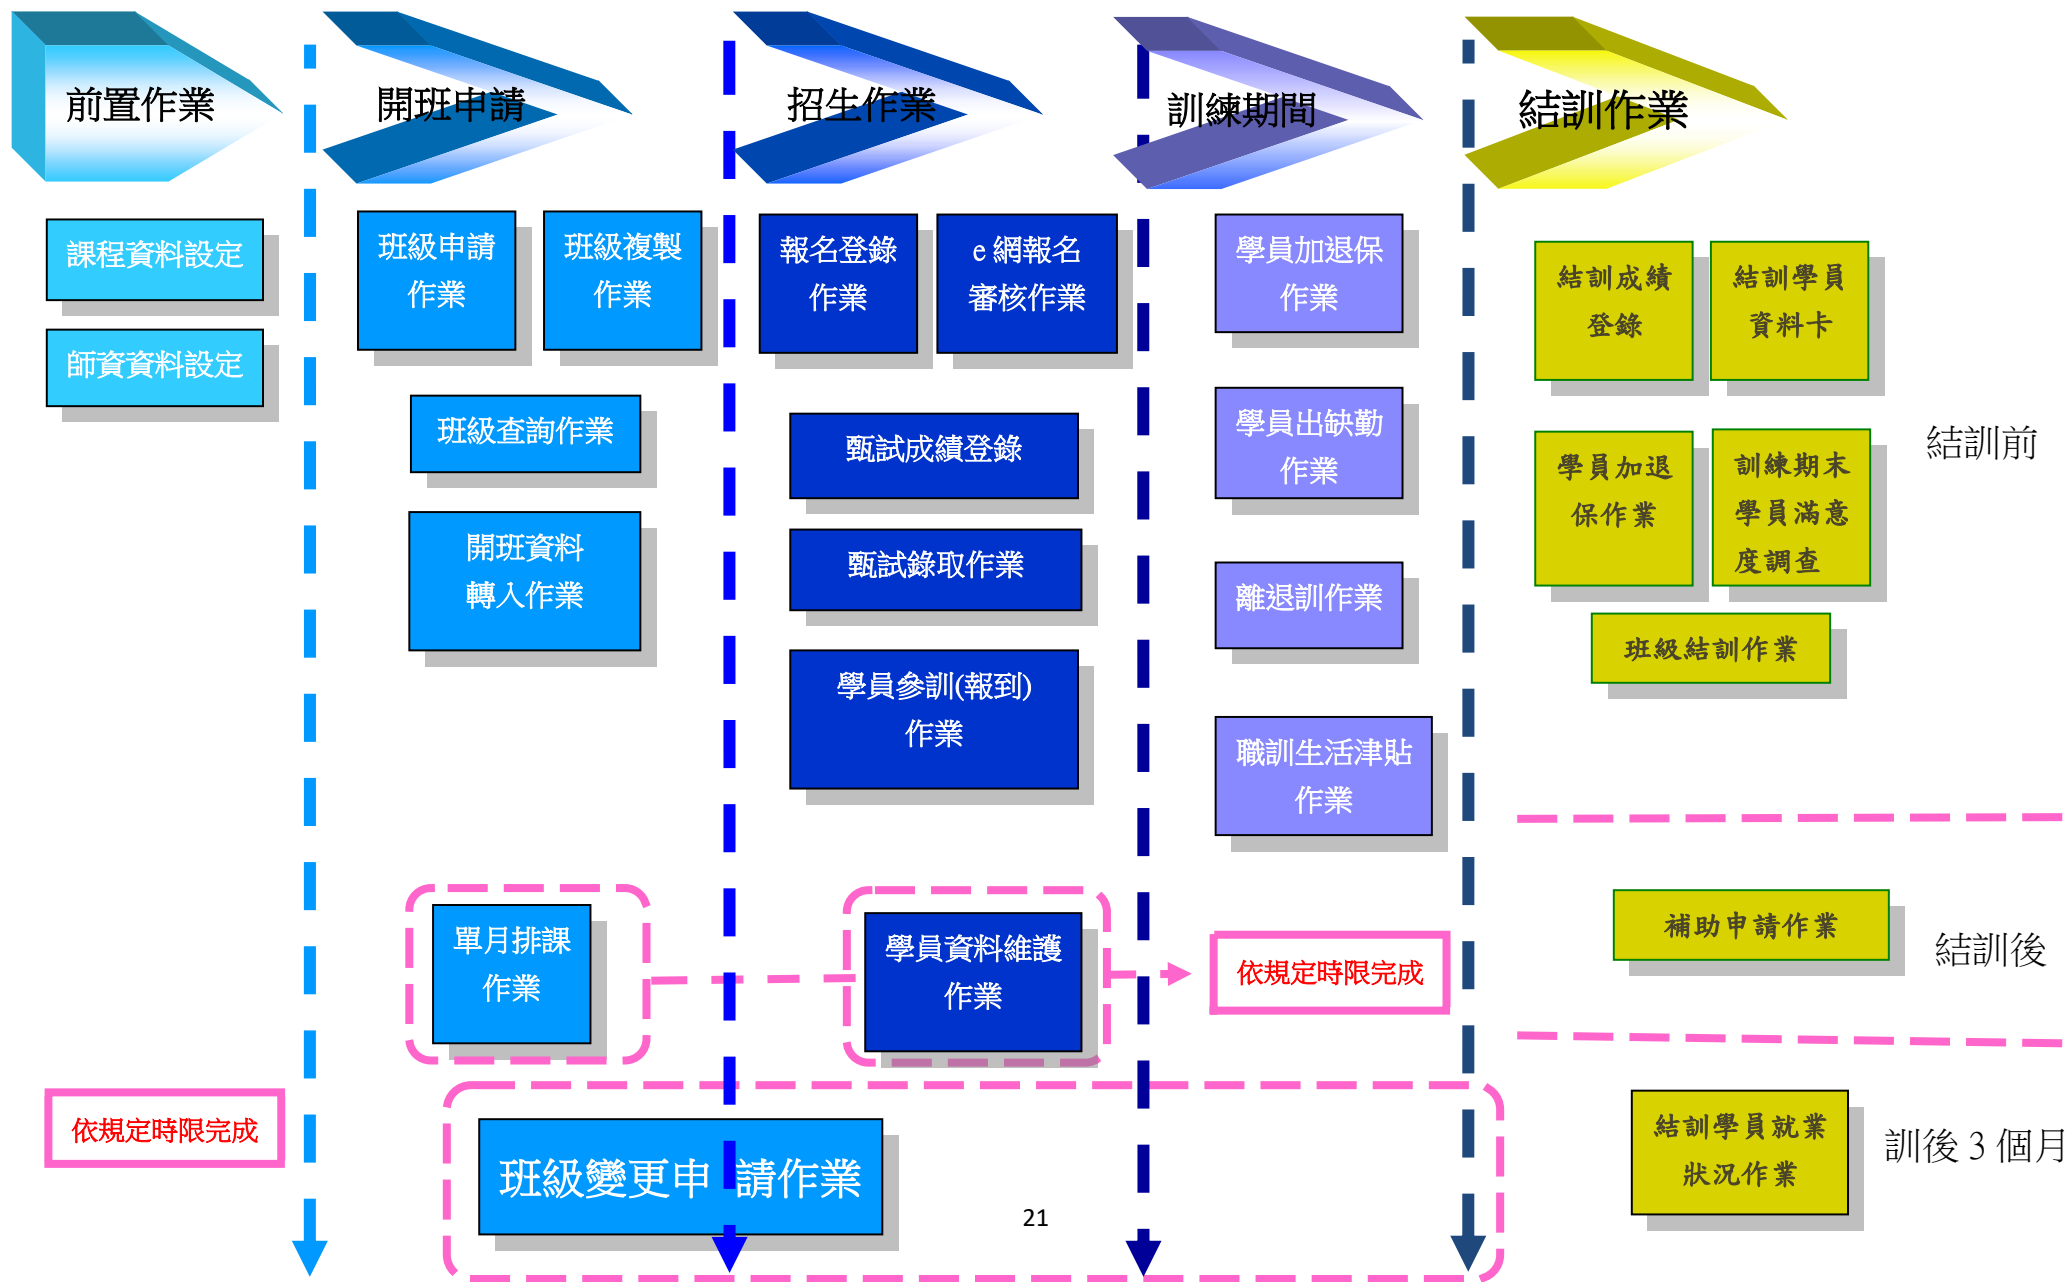 前置作業
開班申請
招生作業
訓練期間
結訓作業
課程資料設定
師資資料設定
依規定時限完成
班級申請
作業
班級複製
作業
班級查詢作業
開班資料
轉入作業
單月排課
作業
班級變更申 請作業
報名登錄
作業
e 網報名
審核作業
甄試成績登錄
甄試錄取作業
學員參訓(報到)
作業
學員資料維護
作業
學員加退保
作業
學員出缺勤
作業
離退訓作業
職訓生活津貼
作業
依規定時限完成
結訓成績
登錄
結訓學員
資料卡
學員加退
保作業
訓練期末
學員滿意
度調查
班級結訓作業
結訓前
補助申請作業
結訓後
結訓學員就業
狀況作業
訓後 3 個月
21